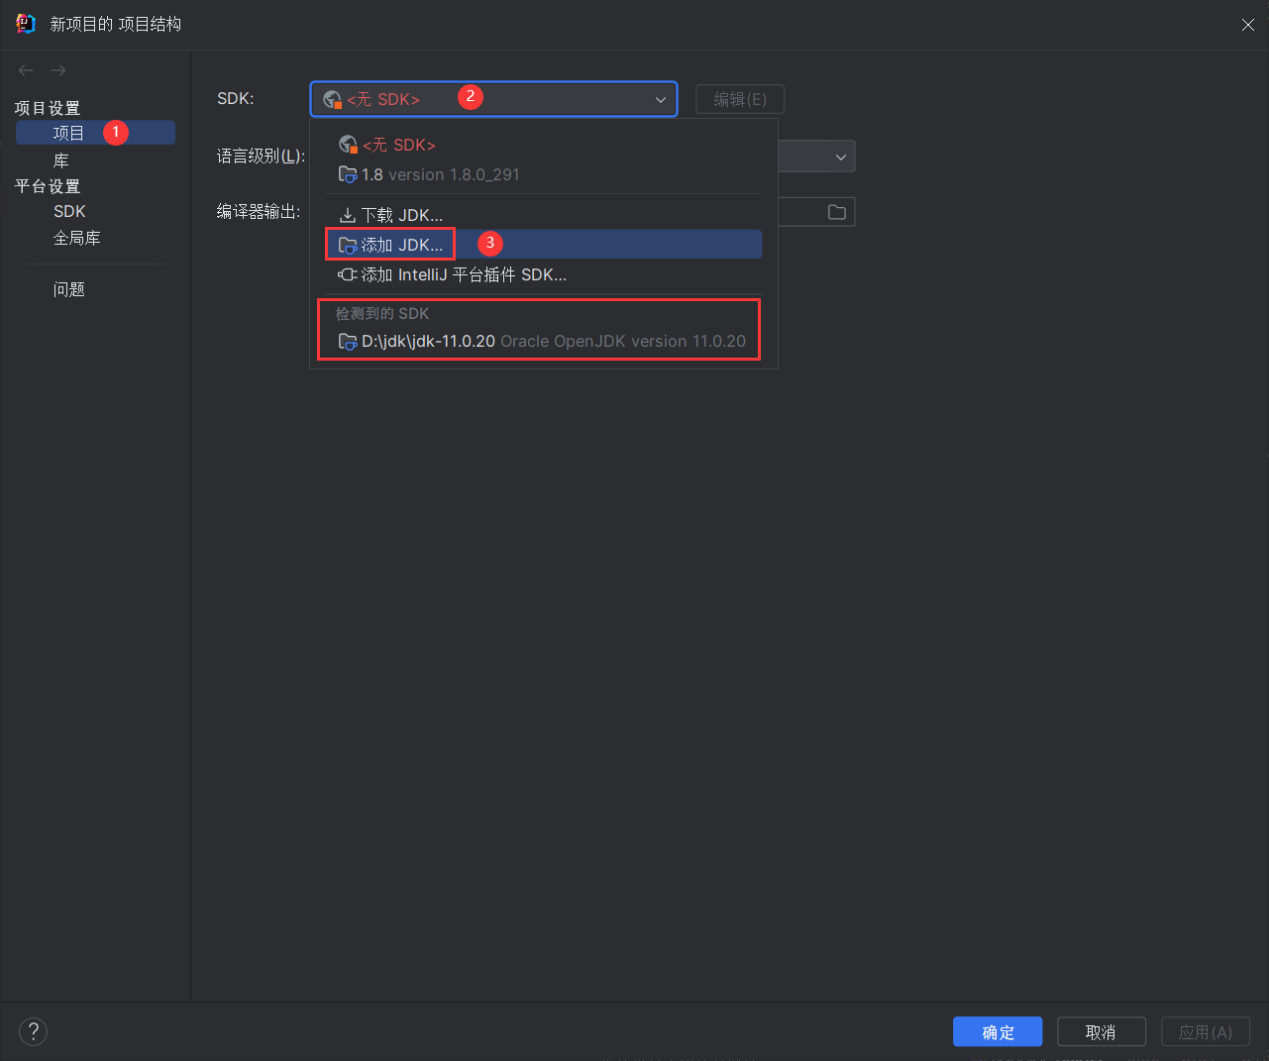 新项目的 项目结构
项目设置
项目 1
库
平台设置
SDK
全局库
问题
SDK: <无 SDK> 2 编辑(E)
语言级别(L):
编译器输出:
<无 SDK>
1.8 version 1.8.0_291
下载 JDK...
添加 JDK... 3
添加 IntelliJ 平台插件 SDK...
检测到的 SDK
D:\jdk\jdk-11.0.20 Oracle OpenJDK version 11.0.20
? 确定 取消 应用(A)